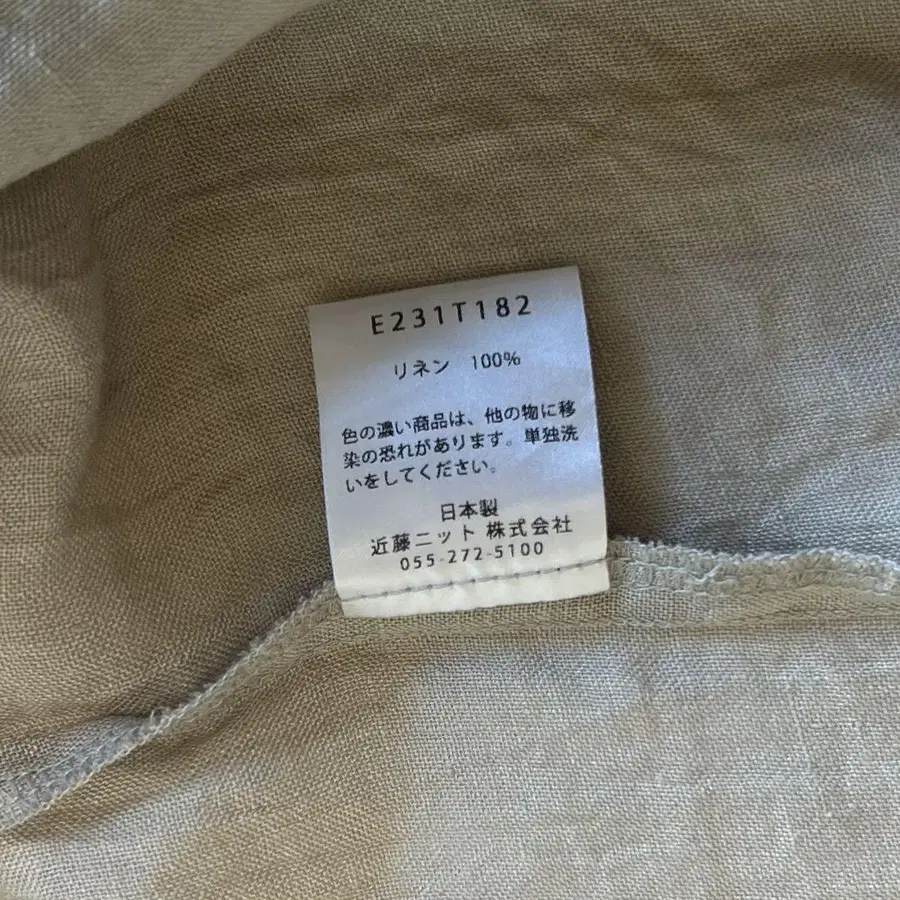 E231T182
リネン 100%
色の濃い商品は、他の物に移
染の恐れがあります。単独洗
いをしてください。
日本製
近藤ニット 株式会社
055-272-5100